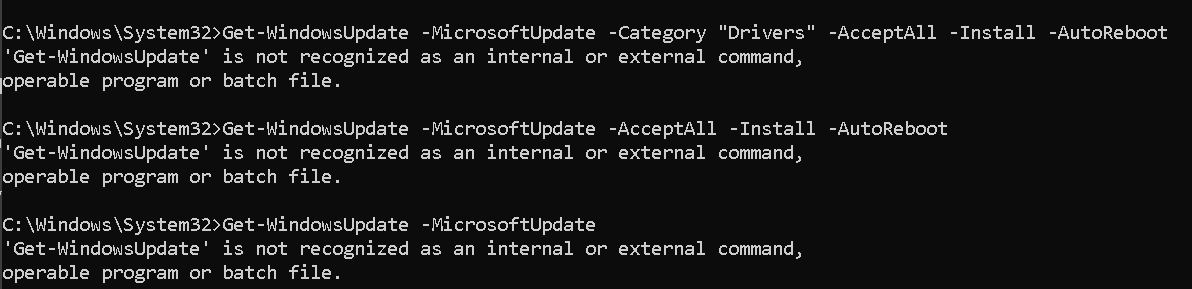 C:\Windows\System32>Get-WindowsUpdate -MicrosoftUpdate -Category "Drivers" -AcceptAll -Install -AutoReboot
'Get-WindowsUpdate' is not recognized as an internal or external command,
operable program or batch file.
C:\Windows\System32>Get-WindowsUpdate -MicrosoftUpdate -AcceptAll -Install -AutoReboot
'Get-WindowsUpdate' is not recognized as an internal or external command,
operable program or batch file.
C:\Windows\System32>Get-WindowsUpdate -MicrosoftUpdate
'Get-WindowsUpdate' is not recognized as an internal or external command,
operable program or batch file.